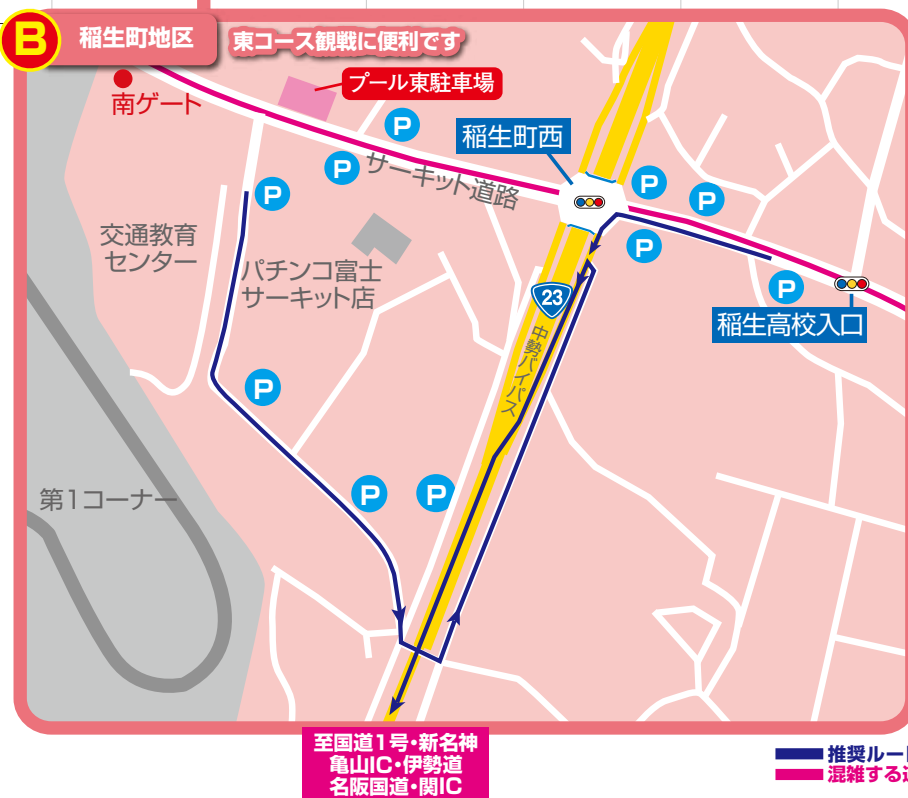 B
稲生町地区
東コース観戦に便利です
南ゲート
プール東駐車場
P
P
稲生町西
サーキット道路
P
P
P
P
P
交通教育
センター
パチンコ富士
サーキット店
23
中勢バイパス
稲生高校入口
P
第1コーナー
P
P
至国道1号・新名神
亀山IC・伊勢道
名阪国道・関IC
推奨ルート
混雑する